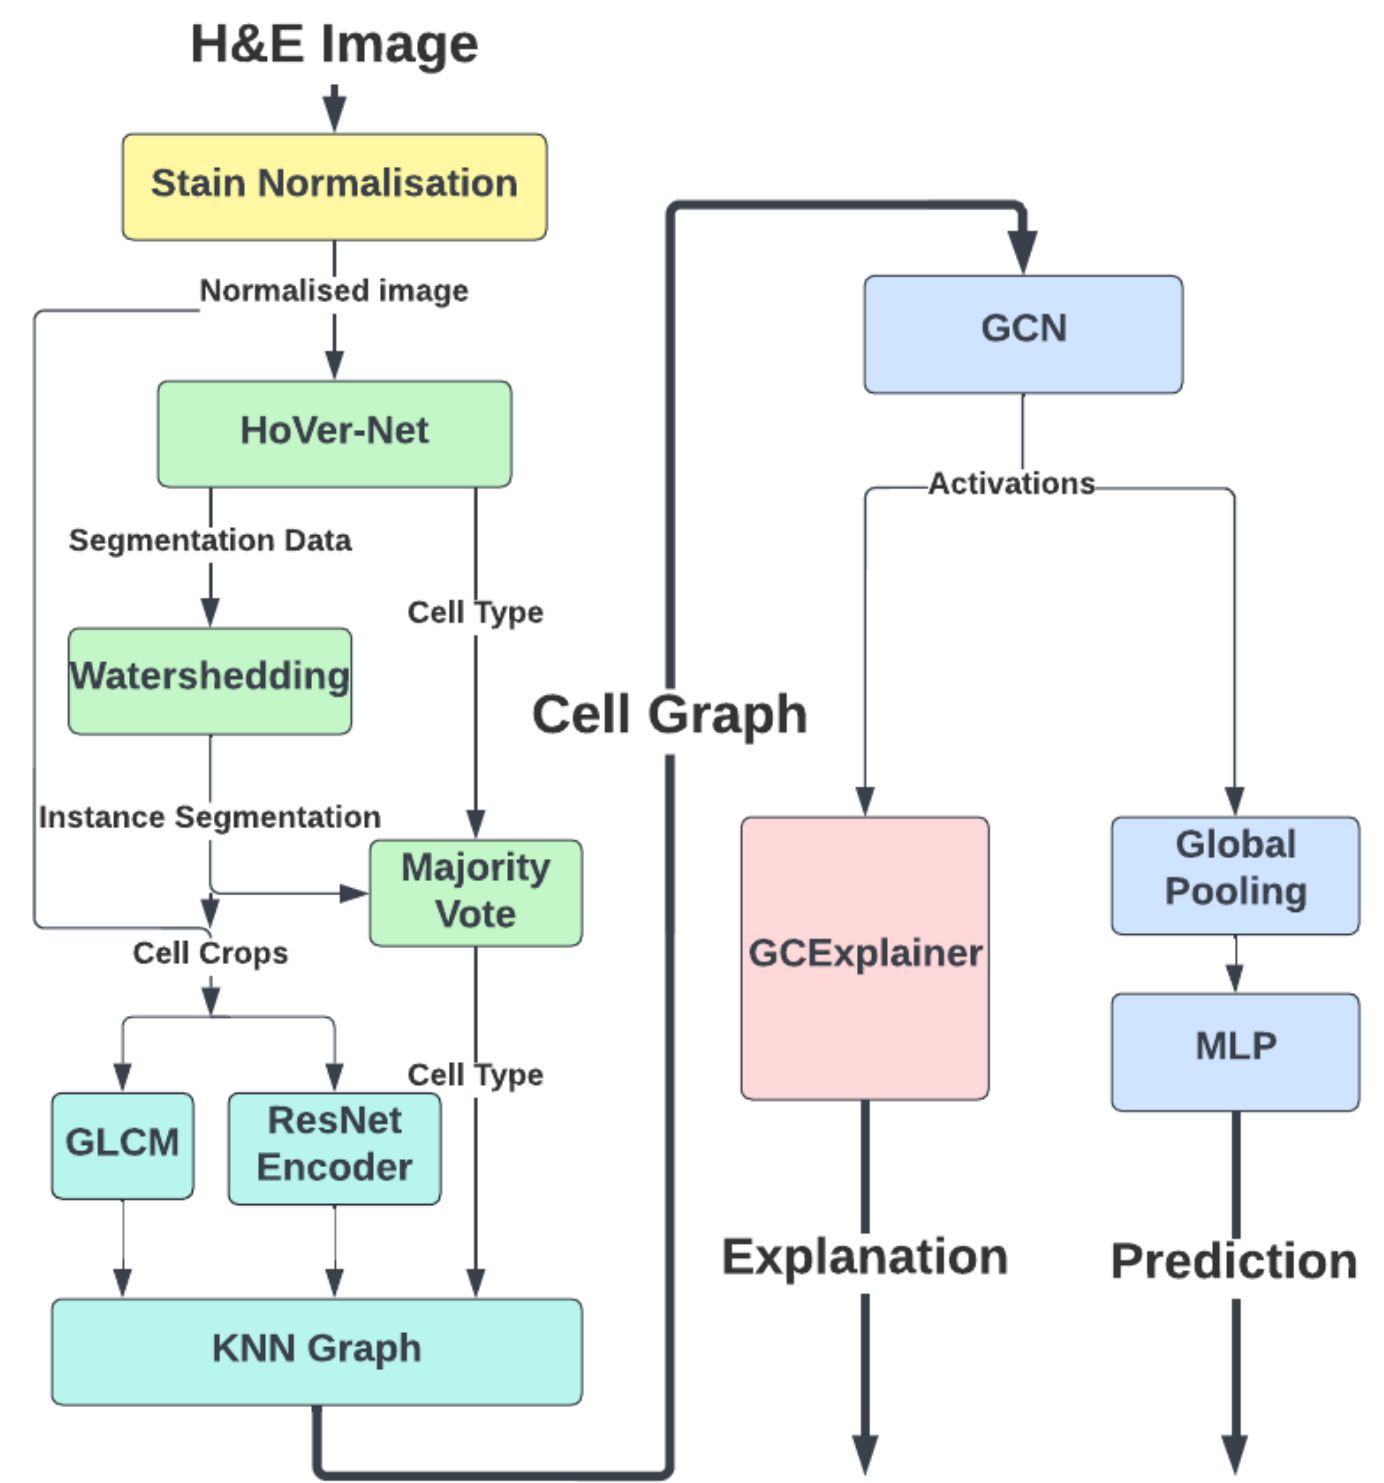 H&E Image
Stain Normalisation
Normalised image
HoVer-Net
Segmentation Data
Cell Type
Watershedding
Instance Segmentation
Majority
Vote
Cell Crops
Cell Type
GLCM
ResNet
Encoder
KNN Graph
Cell Graph
GCN
Activations
GCExplainer
Global
Pooling
MLP
Explanation
Prediction